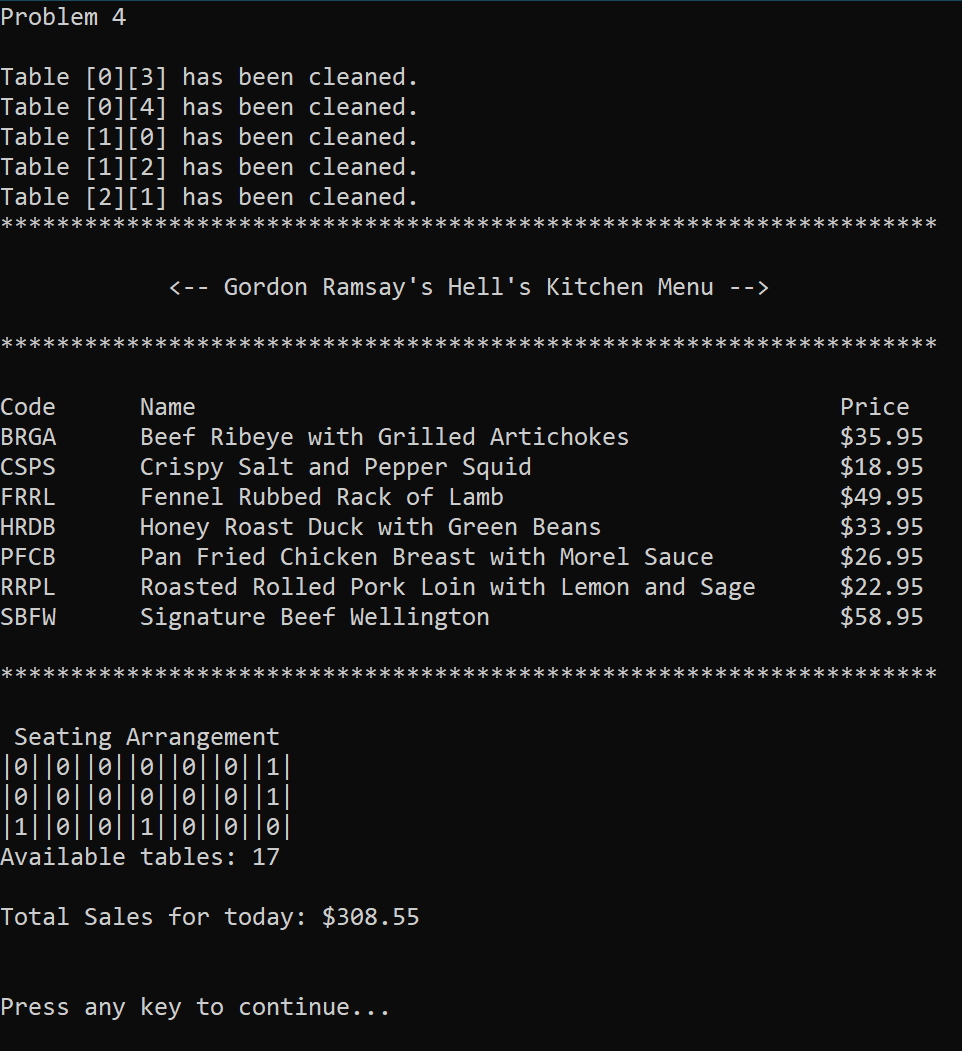 Problem 4
Table [0][3] has been cleaned.
Table [0][4] has been cleaned.
Table [1][0] has been cleaned.
Table [1][2] has been cleaned.
Table [2][1] has been cleaned.
*******************************************************************
<-- Gordon Ramsay's Hell's Kitchen Menu -->
*******************************************************************
Code Name Price
BRGA Beef Ribeye with Grilled Artichokes $35.95
CSPS Crispy Salt and Pepper Squid $18.95
FRRL Fennel Rubbed Rack of Lamb $49.95
HRDB Honey Roast Duck with Green Beans $33.95
PFCB Pan Fried Chicken Breast with Morel Sauce $26.95
RRPL Roasted Rolled Pork Loin with Lemon and Sage $22.95
SBFW Signature Beef Wellington $58.95
*******************************************************************
Seating Arrangement
|0||0||0||0||0||0||1|
|0||0||0||0||0||0||1|
|1||0||0||1||0||0||0|
Available tables: 17
Total Sales for today: $308.55
Press any key to continue...